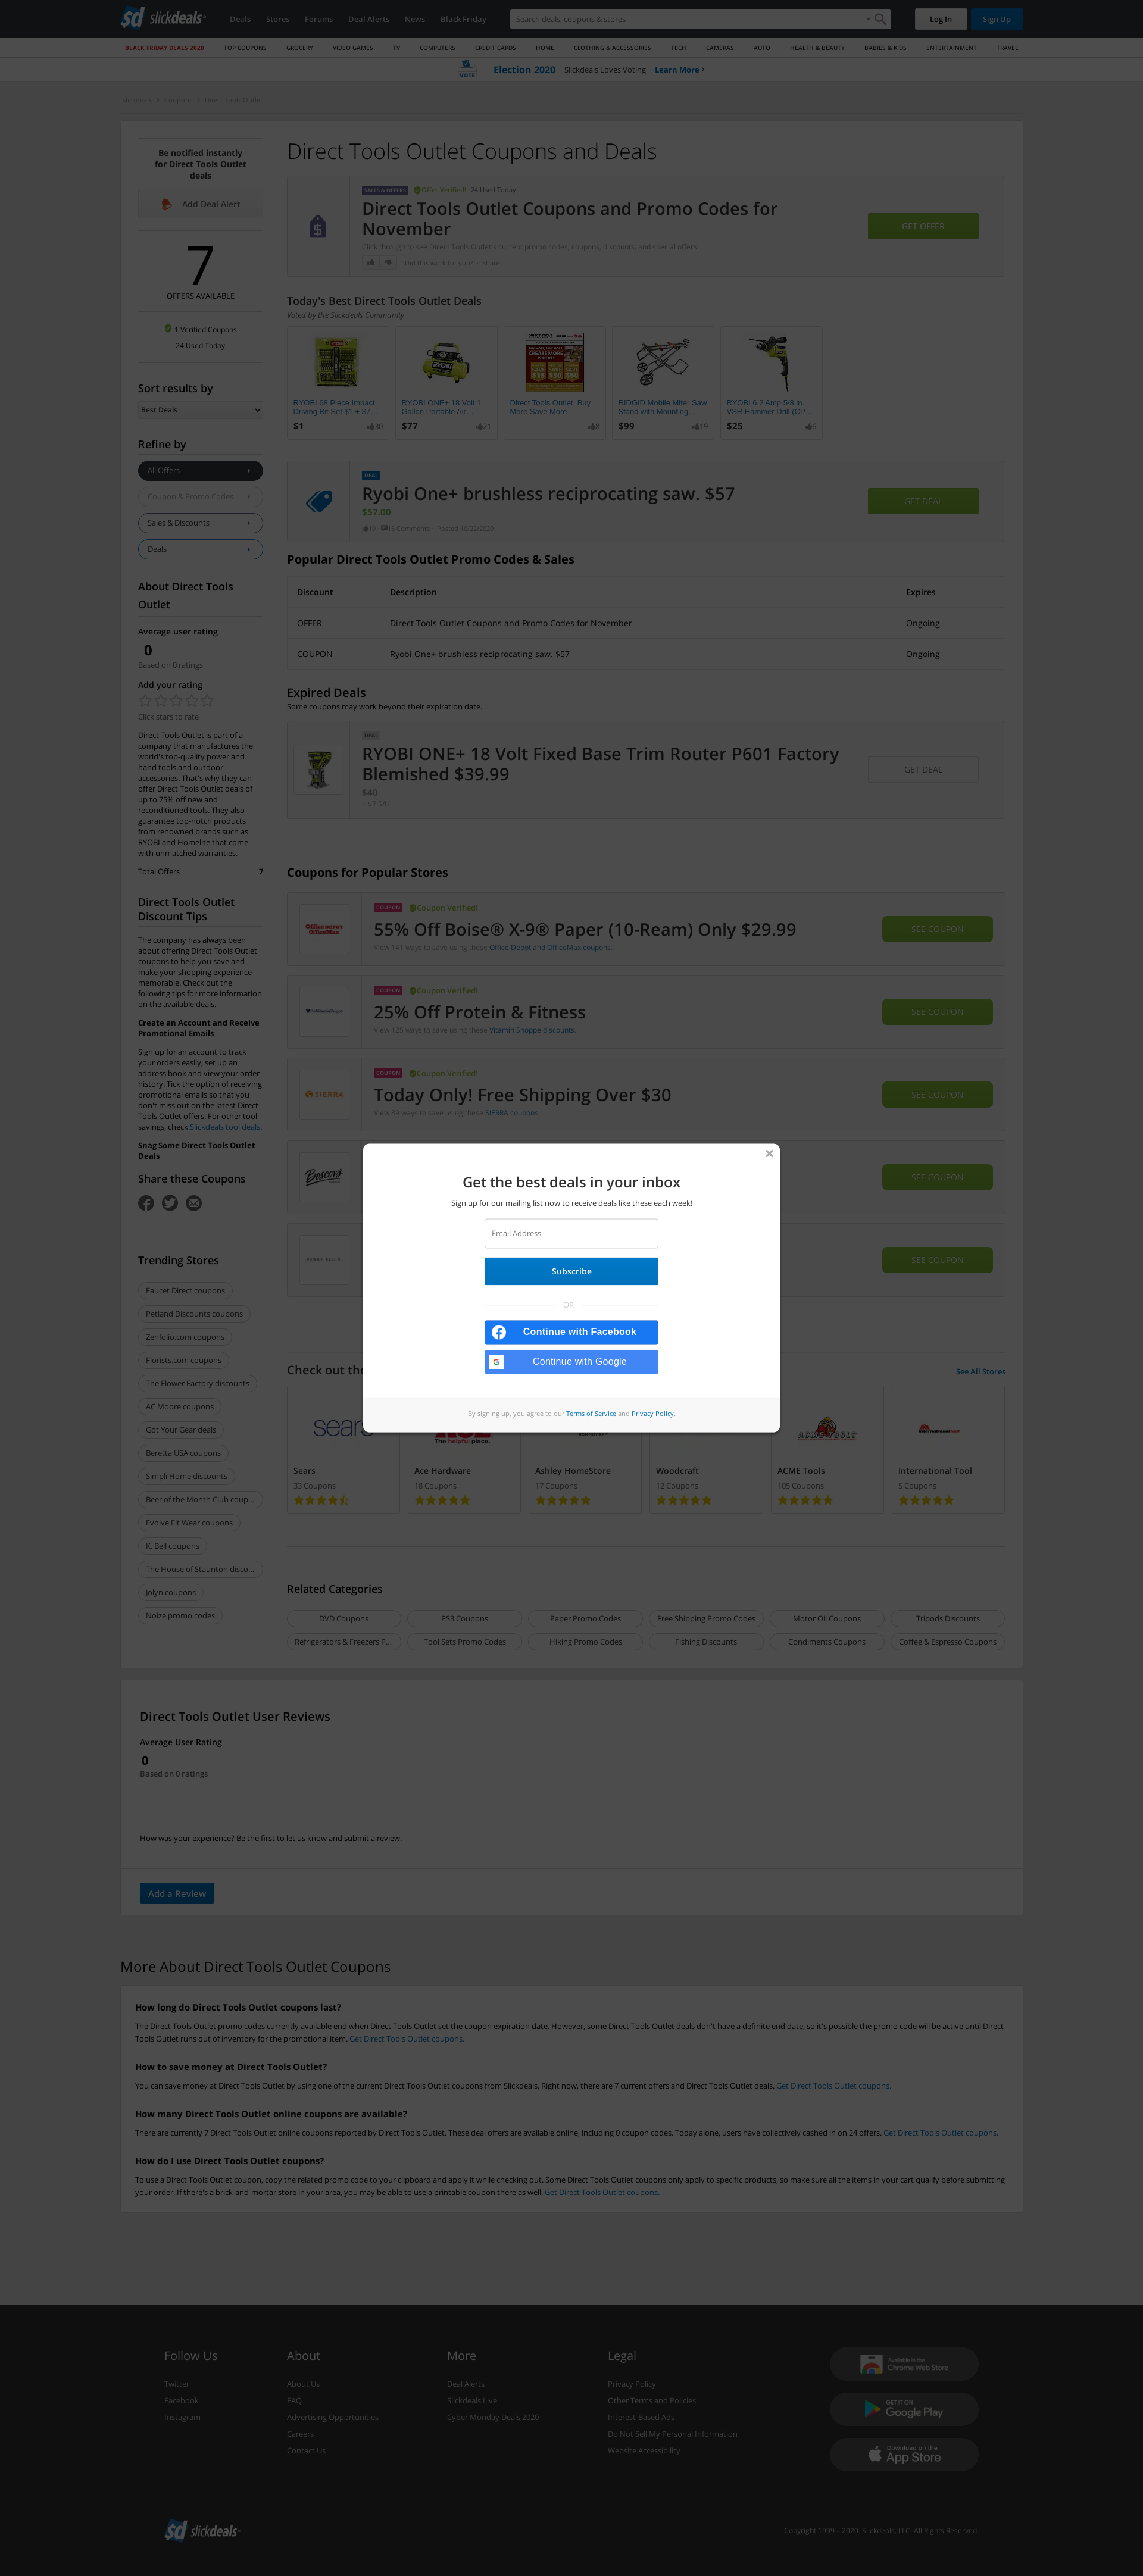 sd slickdeals
Deals Stores Forums Deal Alerts News Black Friday
Search deals, coupons & stores
Log In
Sign Up
BLACK FRIDAY DEALS 2020 TOP COUPONS GROCERY VIDEO GAMES TV COMPUTERS CREDIT CARDS HOME CLOTHING & ACCESSORIES TECH CAMERAS AUTO HEALTH & BEAUTY BABIES & KIDS ENTERTAINMENT TRAVEL
VOTE Election 2020 Slickdeals Loves Voting Learn More
Slickdeals > Coupons > Direct Tools Outlet
Be notified instantly
for Direct Tools Outlet
deals
Add Deal Alert
7
OFFERS AVAILABLE
1 Verified Coupons
24 Used Today
Sort results by
Best Deals
Refine by
All Offers
Coupon & Promo Codes
Sales & Discounts
Deals
About Direct Tools
Outlet
Average user rating
0
Based on 0 ratings
Add your rating
Click stars to rate
Direct Tools Outlet is part of a
company that manufactures the
world's top-quality power and
hand tools and outdoor
accessories. That's why they can
offer Direct Tools Outlet deals of
up to 75% off new and
reconditioned tools. They also
guarantee top-notch products
from renowned brands such as
RYOBI and Homelite that come
with unmatched warranties.
Total Offers 7
Direct Tools Outlet
Discount Tips
The company has always been
about offering Direct Tools Outlet
coupons to help you save and
make your shopping experience
memorable. Check out the
following tips for more information
on the available deals.
Create an Account and Receive
Promotional Emails
Sign up for an account to track
your orders easily, set up an
address book and view your order
history. Tick the option of receiving
promotional emails so that you
don't miss out on the latest Direct
Tools Outlet offers. For other tool
savings, check Slickdeals tool deals.
Snag Some Direct Tools Outlet
Deals
Share these Coupons
Trending Stores
Faucet Direct coupons
Petland Discounts coupons
Zenfolio.com coupons
Florists.com coupons
The Flower Factory discounts
AC Moore coupons
Got Your Gear deals
Beretta USA coupons
Simpli Home discounts
Beer of the Month Club coup...
Evolve Fit Wear coupons
K. Bell coupons
The House of Staunton disco...
Jolyn coupons
Noize promo codes
Direct Tools Outlet Coupons and Deals
SALES & OFFERS Offer Verified! 24 Used Today
Direct Tools Outlet Coupons and Promo Codes for
November
Click through to see Direct Tools Outlet's current promo codes, coupons, discounts, and special offers.
Did this work for you? Share
GET OFFER
Today's Best Direct Tools Outlet Deals
Voted by the Slickdeals Community
RYOBI 68 Piece Impact
Driving Bit Set $1 + $7...
$1 30
RYOBI ONE+ 18 Volt 1
Gallon Portable Air...
$77 21
Direct Tools Outlet, Buy
More Save More
8
RIDGID Mobile Miter Saw
Stand with Mounting...
$99 19
RYOBI 6.2 Amp 5/8 in.
VSR Hammer Drill (CP...
$25 6
DEAL
Ryobi One+ brushless reciprocating saw. $57
$57.00
19 15 Comments - Posted 10/22/2020
GET DEAL
Popular Direct Tools Outlet Promo Codes & Sales
Discount Description Expires
OFFER Direct Tools Outlet Coupons and Promo Codes for November Ongoing
COUPON Ryobi One+ brushless reciprocating saw. $57 Ongoing
Expired Deals
Some coupons may work beyond their expiration date.
DEAL
RYOBI ONE+ 18 Volt Fixed Base Trim Router P601 Factory
Blemished $39.99
$40
+ $7 S/H
GET DEAL
Coupons for Popular Stores
Office DEPOT
OfficeMax
COUPON Coupon Verified!
55% Off Boise® X-9® Paper (10-Ream) Only $29.99
View 141 ways to save using these Office Depot and OfficeMax coupons.
SEE COUPON
COUPON Coupon Verified!
25% Off Protein & Fitness
View 125 ways to save using these Vitamin Shoppe discounts.
SEE COUPON
SIERRA
COUPON Coupon Verified!
Today Only! Free Shipping Over $30
View 39 ways to save using these SIERRA coupons.
SEE COUPON
Boscov's
SEE COUPON
PERRY ELLIS
SEE COUPON
×
Get the best deals in your inbox
Sign up for our mailing list now to receive deals like these each week!
Email Address
Subscribe
OR
Continue with Facebook
Continue with Google
By signing up, you agree to our Terms of Service and Privacy Policy.
Check out the
See All Stores
sears
The helpful place.
ACME TOOLS
InternationalTool
Sears
33 Coupons
Ace Hardware
18 Coupons
Ashley HomeStore
17 Coupons
Woodcraft
12 Coupons
ACME Tools
105 Coupons
International Tool
5 Coupons
Related Categories
DVD Coupons PS3 Coupons Paper Promo Codes Free Shipping Promo Codes Motor Oil Coupons Tripods Discounts
Refrigerators & Freezers P... Tool Sets Promo Codes Hiking Promo Codes Fishing Discounts Condiments Coupons Coffee & Espresso Coupons
Direct Tools Outlet User Reviews
Average User Rating
0
Based on 0 ratings
How was your experience? Be the first to let us know and submit a review.
Add a Review
More About Direct Tools Outlet Coupons
How long do Direct Tools Outlet coupons last?
The Direct Tools Outlet promo codes currently available end when Direct Tools Outlet set the coupon expiration date. However, some Direct Tools Outlet deals don't have a definite end date, so it's possible the promo code will be active until Direct
Tools Outlet runs out of inventory for the promotional item. Get Direct Tools Outlet coupons.
How to save money at Direct Tools Outlet?
You can save money at Direct Tools Outlet by using one of the current Direct Tools Outlet coupons from Slickdeals. Right now, there are 7 current offers and Direct Tools Outlet deals. Get Direct Tools Outlet coupons.
How many Direct Tools Outlet online coupons are available?
There are currently 7 Direct Tools Outlet online coupons reported by Direct Tools Outlet. These deal offers are available online, including 0 coupon codes. Today alone, users have collectively cashed in on 24 offers. Get Direct Tools Outlet coupons.
How do I use Direct Tools Outlet coupons?
To use a Direct Tools Outlet coupon, copy the related promo code to your clipboard and apply it while checking out. Some Direct Tools Outlet coupons only apply to specific products, so make sure all the items in your cart qualify before submitting
your order. If there's a brick-and-mortar store in your area, you may be able to use a printable coupon there as well. Get Direct Tools Outlet coupons.
Follow Us
Twitter
Facebook
Instagram
About
About Us
FAQ
Advertising Opportunities
Careers
Contact Us
More
Deal Alerts
Slickdeals Live
Cyber Monday Deals 2020
Legal
Privacy Policy
Other Terms and Policies
Interest-Based Ads
Do Not Sell My Personal Information
Website Accessibility
Available in the
Chrome Web Store
GET IT ON
Google Play
Download on the
App Store
sd slickdeals
Copyright 1999 – 2020. Slickdeals, LLC. All Rights Reserved.